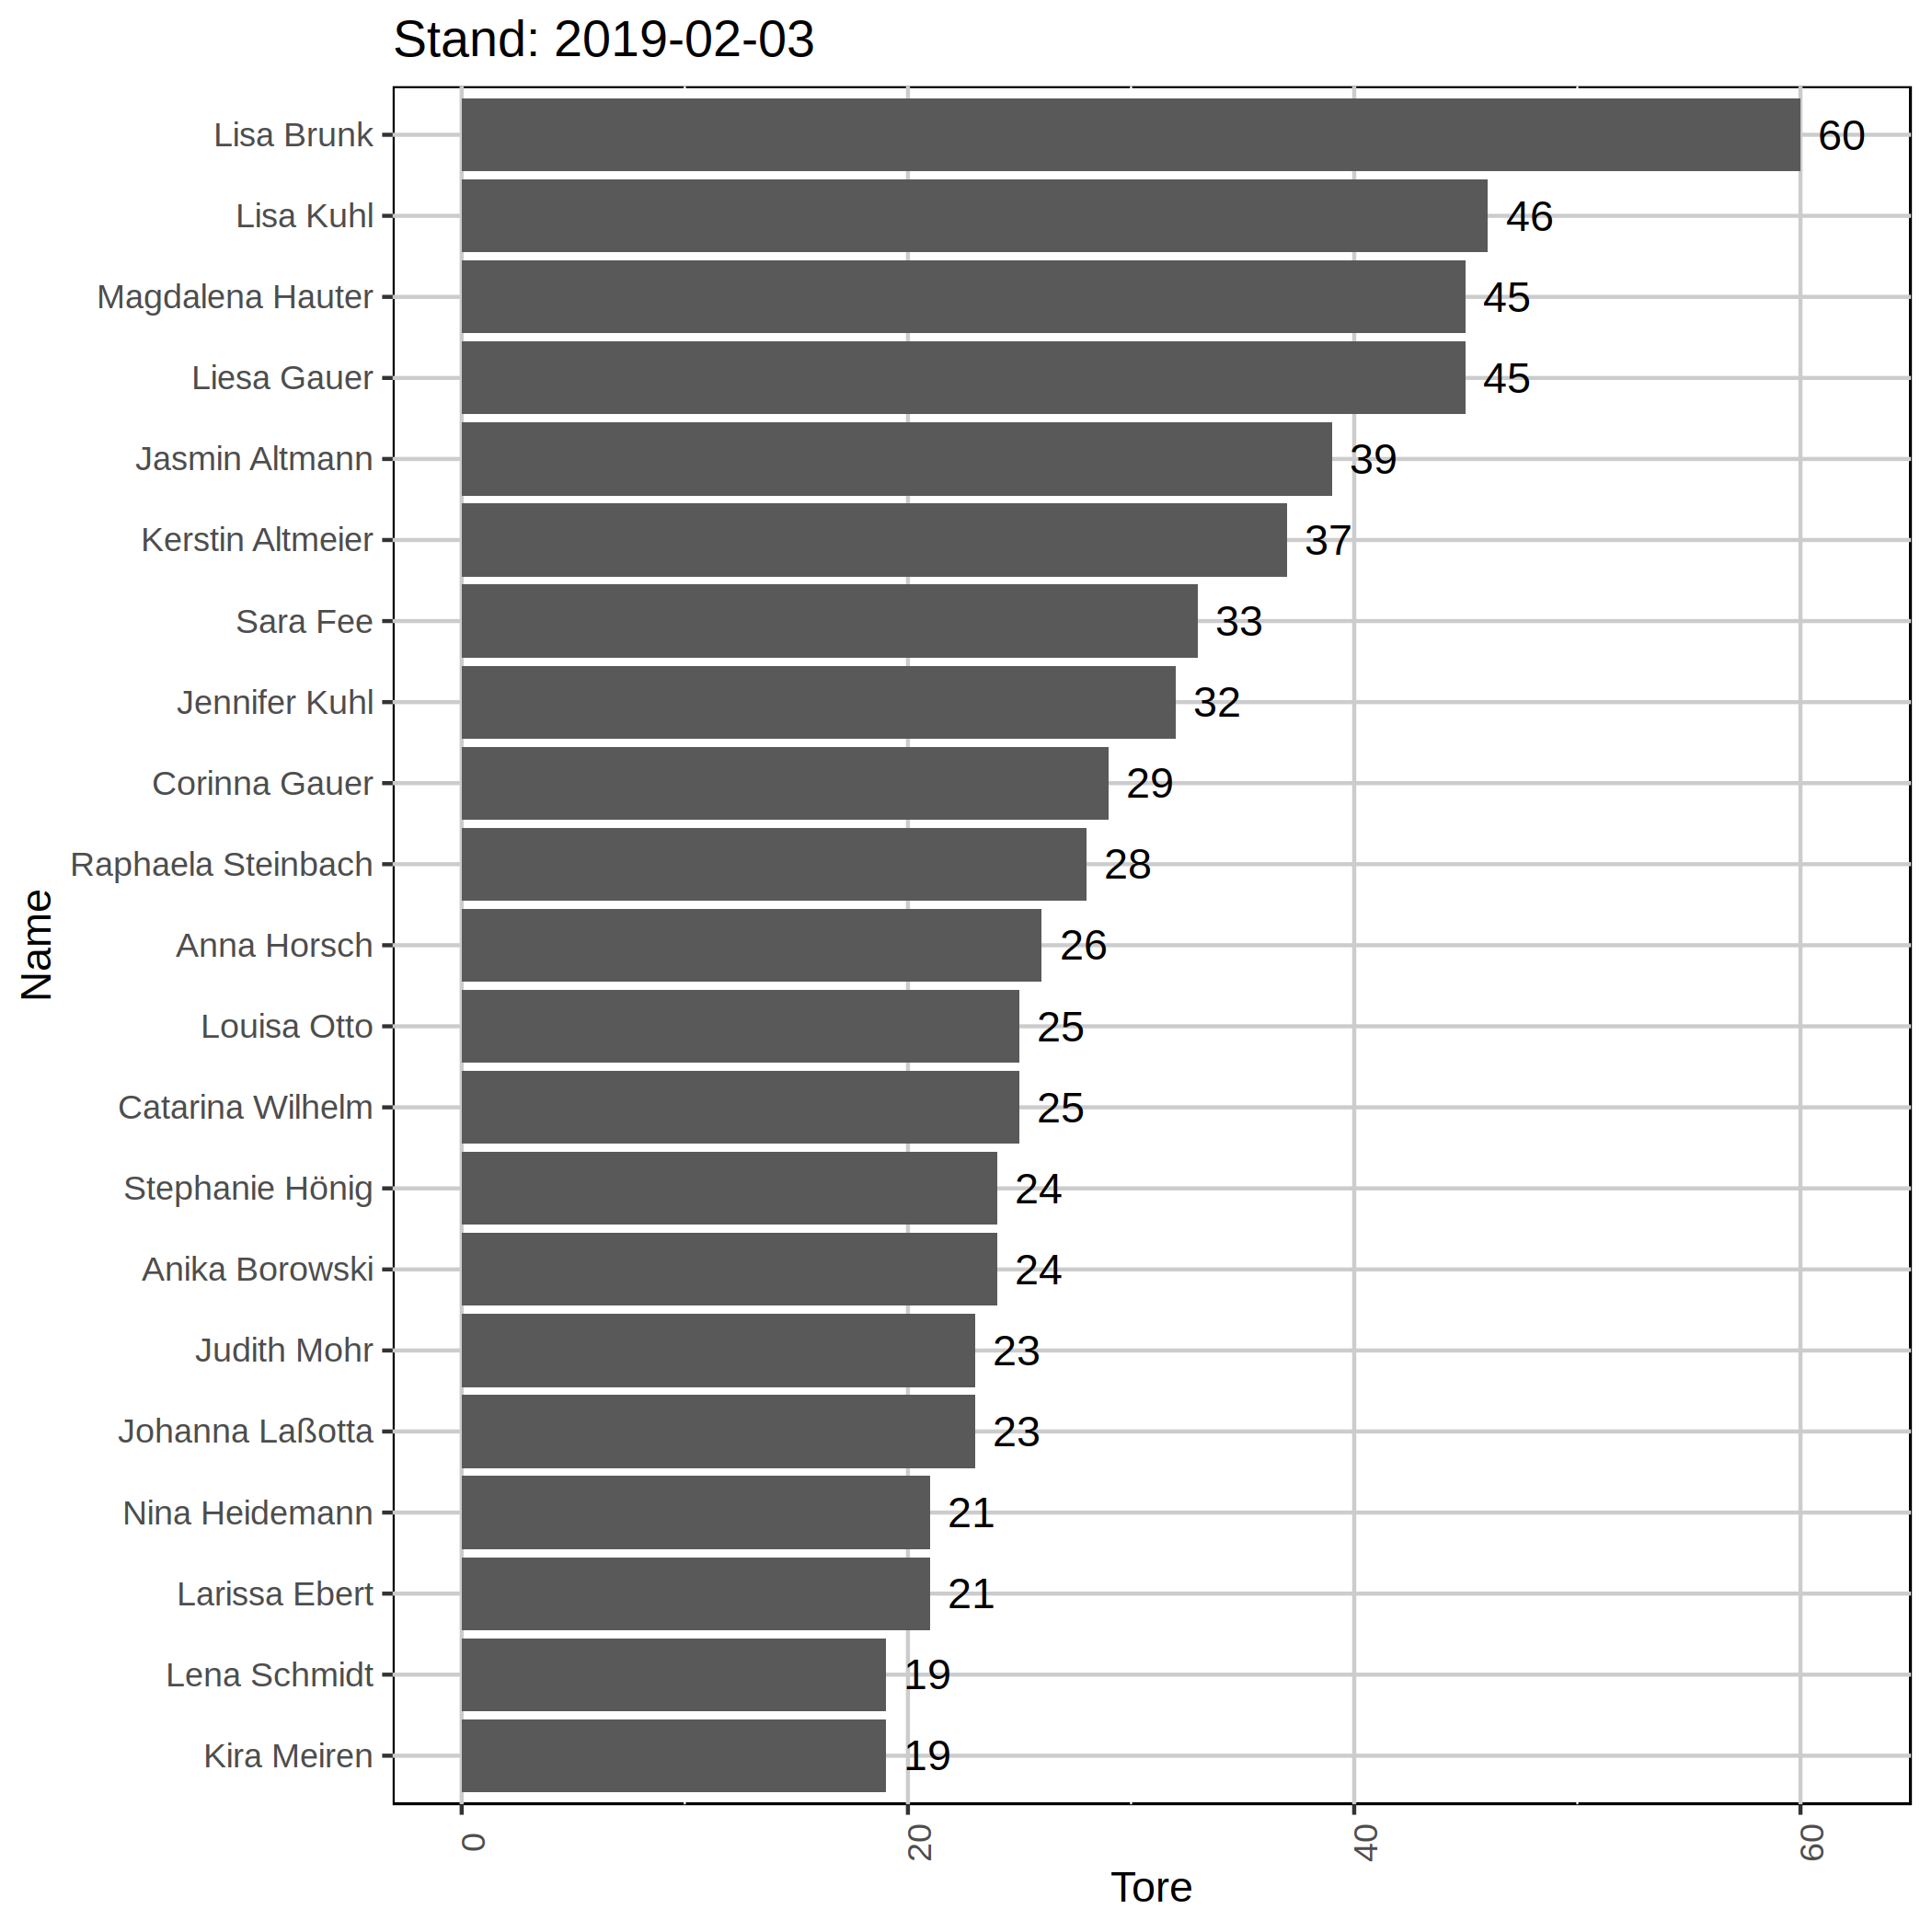 Stand: 2019-02-03
Lisa Brunk 60
Lisa Kuhl 46
Magdalena Hauter 45
Liesa Gauer 45
Jasmin Altmann 39
Kerstin Altmeier 37
Sara Fee 33
Jennifer Kuhl 32
Corinna Gauer 29
Raphaela Steinbach 28
Anna Horsch 26
Louisa Otto 25
Catarina Wilhelm 25
Stephanie Hönig 24
Anika Borowski 24
Judith Mohr 23
Johanna Laßotta 23
Nina Heidemann 21
Larissa Ebert 21
Lena Schmidt 19
Kira Meiren 19
Name
0 20 40 60
Tore